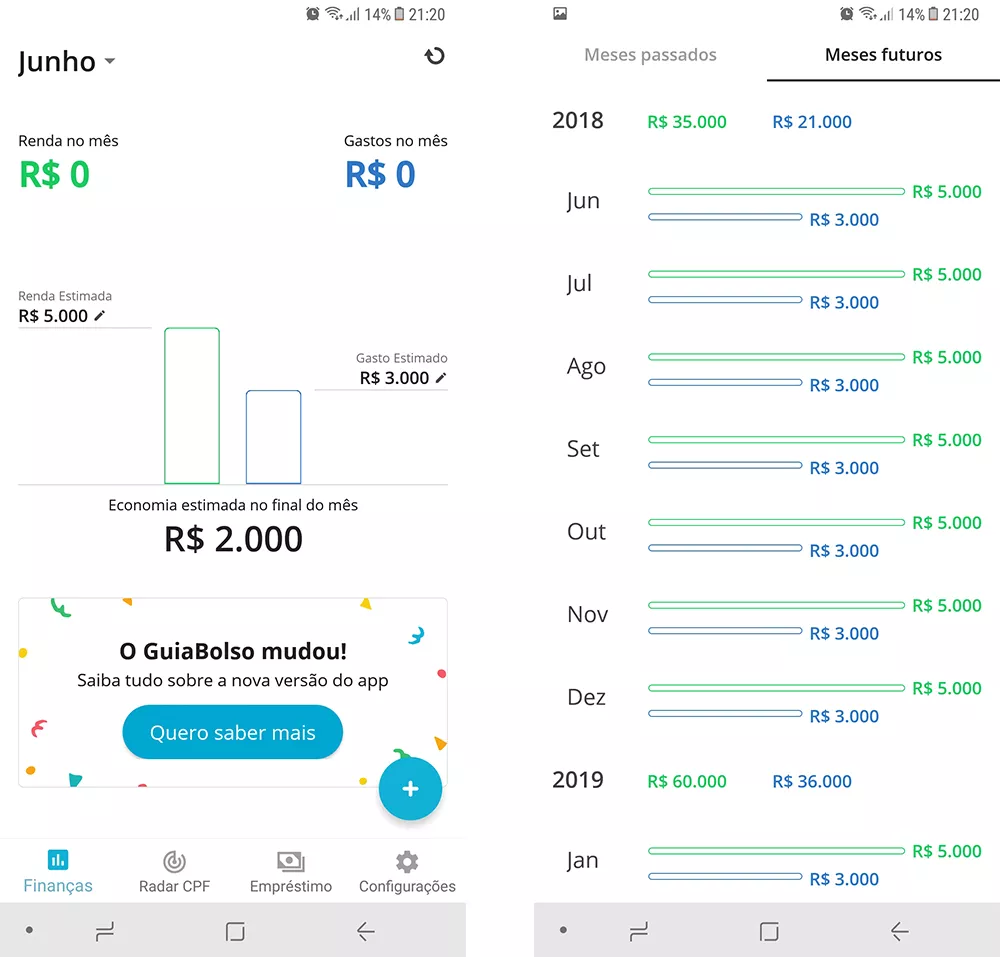 14% 21:20
Junho
Renda no mês
R$ 0
Gastos no mês
R$ 0
Renda Estimada
R$ 5.000
Gasto Estimado
R$ 3.000
Economia estimada no final do mês
R$ 2.000
O GuiaBolso mudou!
Saiba tudo sobre a nova versão do app
Quero saber mais
+
Finanças
Radar CPF
Empréstimo
Configurações
14% 21:20
Meses passados
Meses futuros
2018 R$ 35.000 R$ 21.000
Jun
R$ 5.000
R$ 3.000
Jul
R$ 5.000
R$ 3.000
Ago
R$ 5.000
R$ 3.000
Set
R$ 5.000
R$ 3.000
Out
R$ 5.000
R$ 3.000
Nov
R$ 5.000
R$ 3.000
Dez
R$ 5.000
R$ 3.000
2019 R$ 60.000 R$ 36.000
Jan
R$ 5.000
R$ 3.000